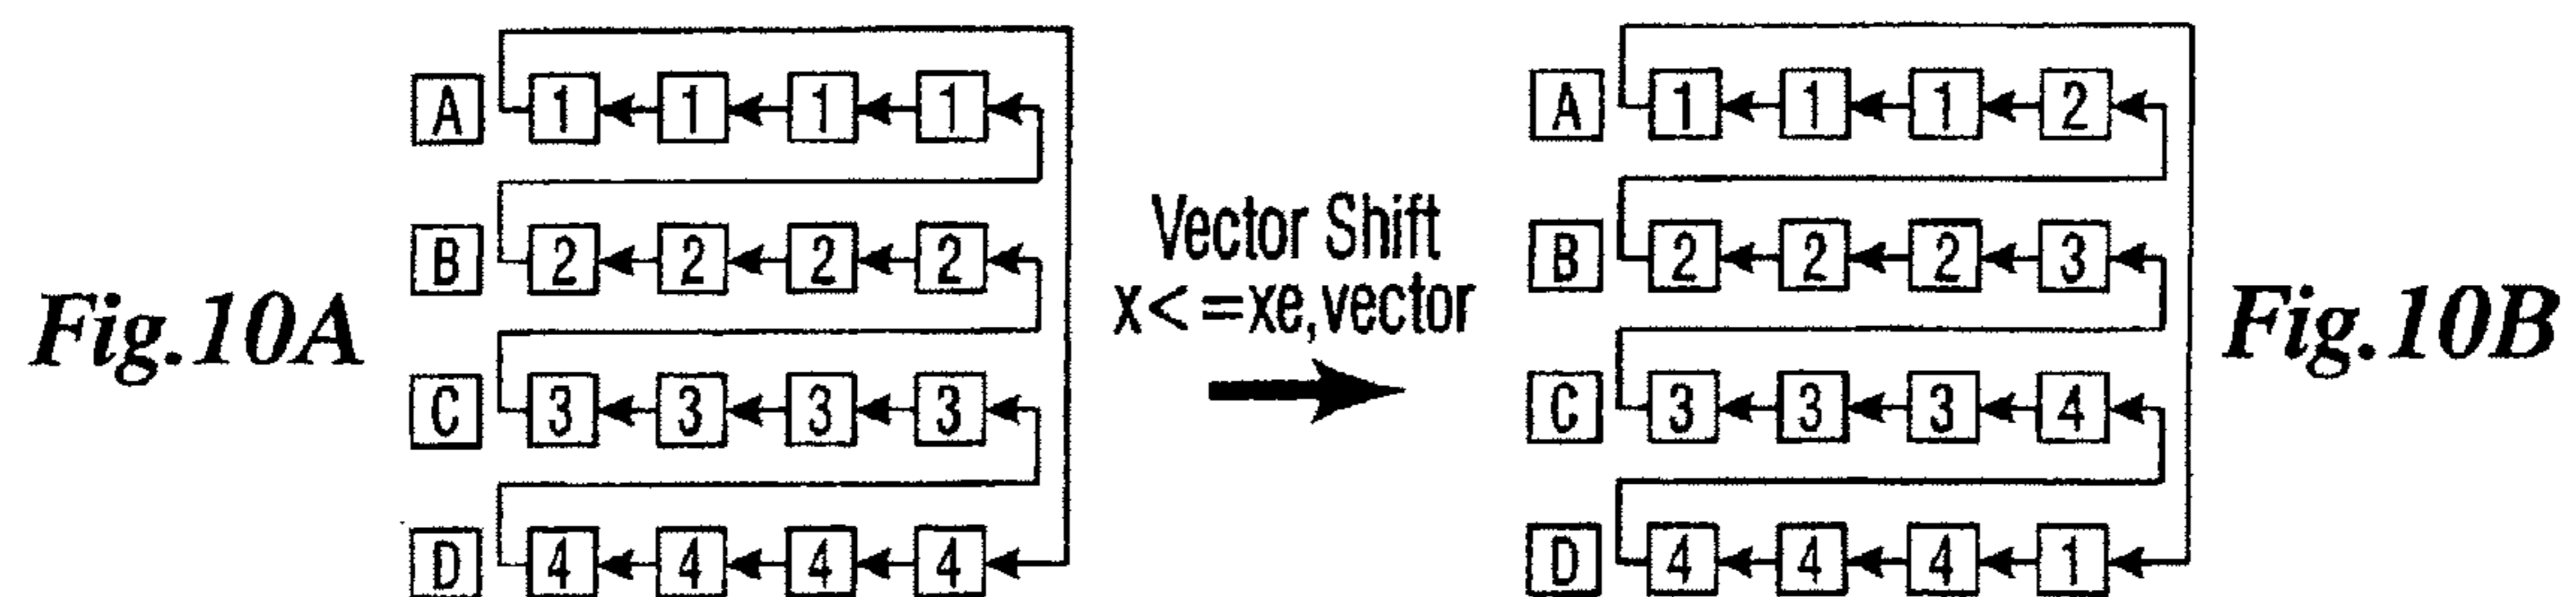 Fig.10A
A 1 1 1 1
B 2 2 2 2
C 3 3 3 3
D 4 4 4 4
Vector Shift
x<=xe,vector
A 1 1 1 2
B 2 2 2 3
C 3 3 3 4
D 4 4 4 1
Fig.10B